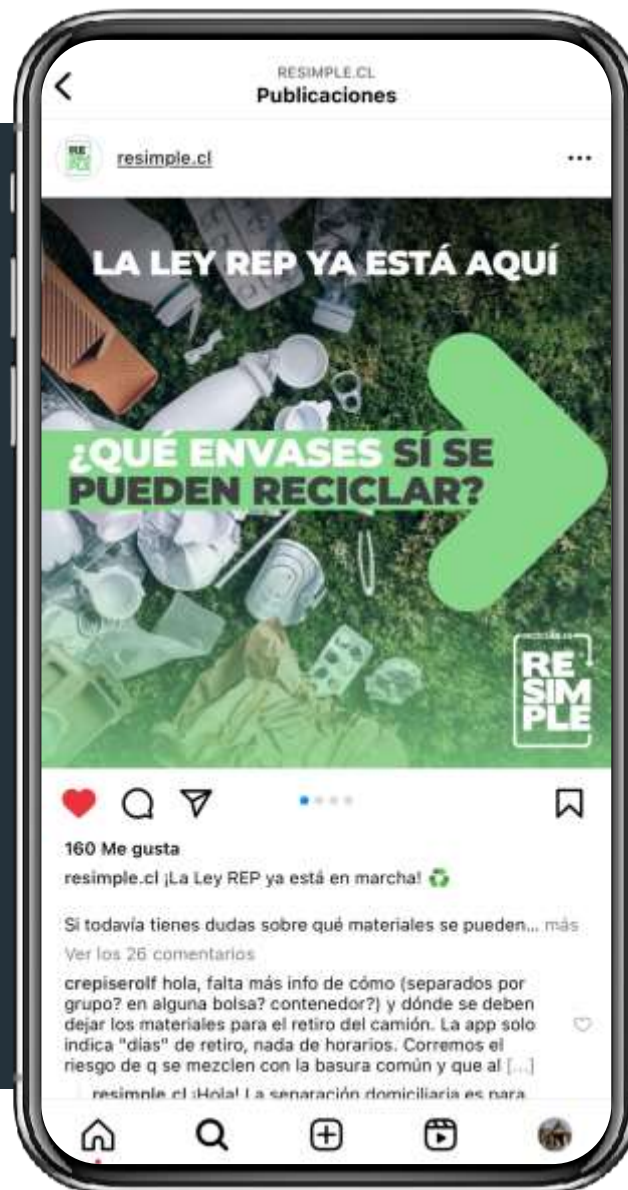 RESIMPLE.CL
Publicaciones
RE
SIM
PLE
resimple.cl
LA LEY REP YA ESTÁ AQUÍ
¿QUÉ ENVASES SÍ SE
PUEDEN RECICLAR?
RE
SIM
PLE
160 Me gusta
resimple.cl ¡La Ley REP ya está en marcha! ♻️
Si todavía tienes dudas sobre qué materiales se pueden... más
Ver los 26 comentarios
crepiserolf hola, falta más info de cómo (separados por
grupo? en alguna bolsa? contenedor?) y dónde se deben
dejar los materiales para el retiro del camión. La app solo
indica "días" de retiro, nada de horarios. Corremos el
riesgo de q se mezclen con la basura común y que al [...]
resimple.cl ¡Hola! La separación domiciliaria es para